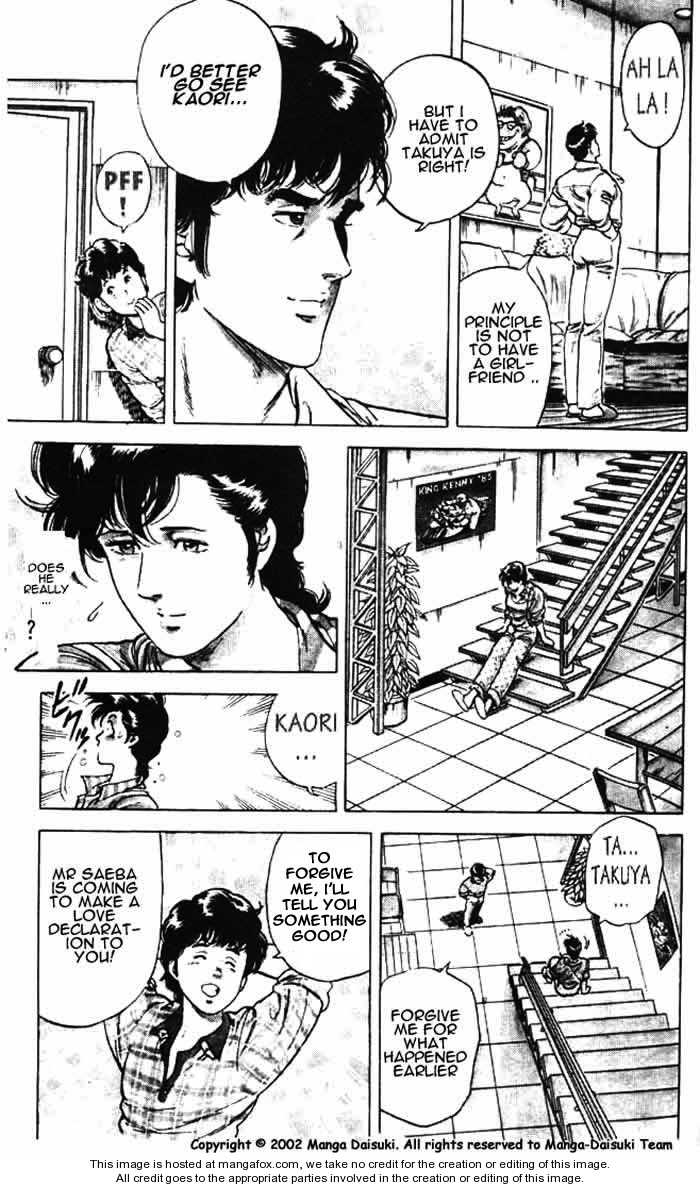 AH LA
LA!
MY
PRINCIPLE
IS NOT
TO HAVE
A GIRL-
FRIEND ..
BUT I
HAVE TO
ADMIT
TAKUYA IS
RIGHT!
I'D BETTER
GO SEE
KAORI...
PFF
!
KING KENNY '85
DOES
HE
REALLY
...
?
KAORI
...
ビクッ
TA...
TAKUYA
...
FORGIVE
ME FOR
WHAT
HAPPENED
EARLIER
TO
FORGIVE
ME, I'LL
TELL YOU
SOMETHING
GOOD!
MR SAEBA
IS COMING
TO MAKE A
LOVE
DECLARAT-
ION TO
YOU!
Copyright © 2002 Manga Daisuki. All rights reserved to Manga-Daisuki Team
This image is hosted at mangafox.com, we take no credit for the creation or editing of this image.
All credit goes to the appropriate parties involved in the creation or editing of this image.